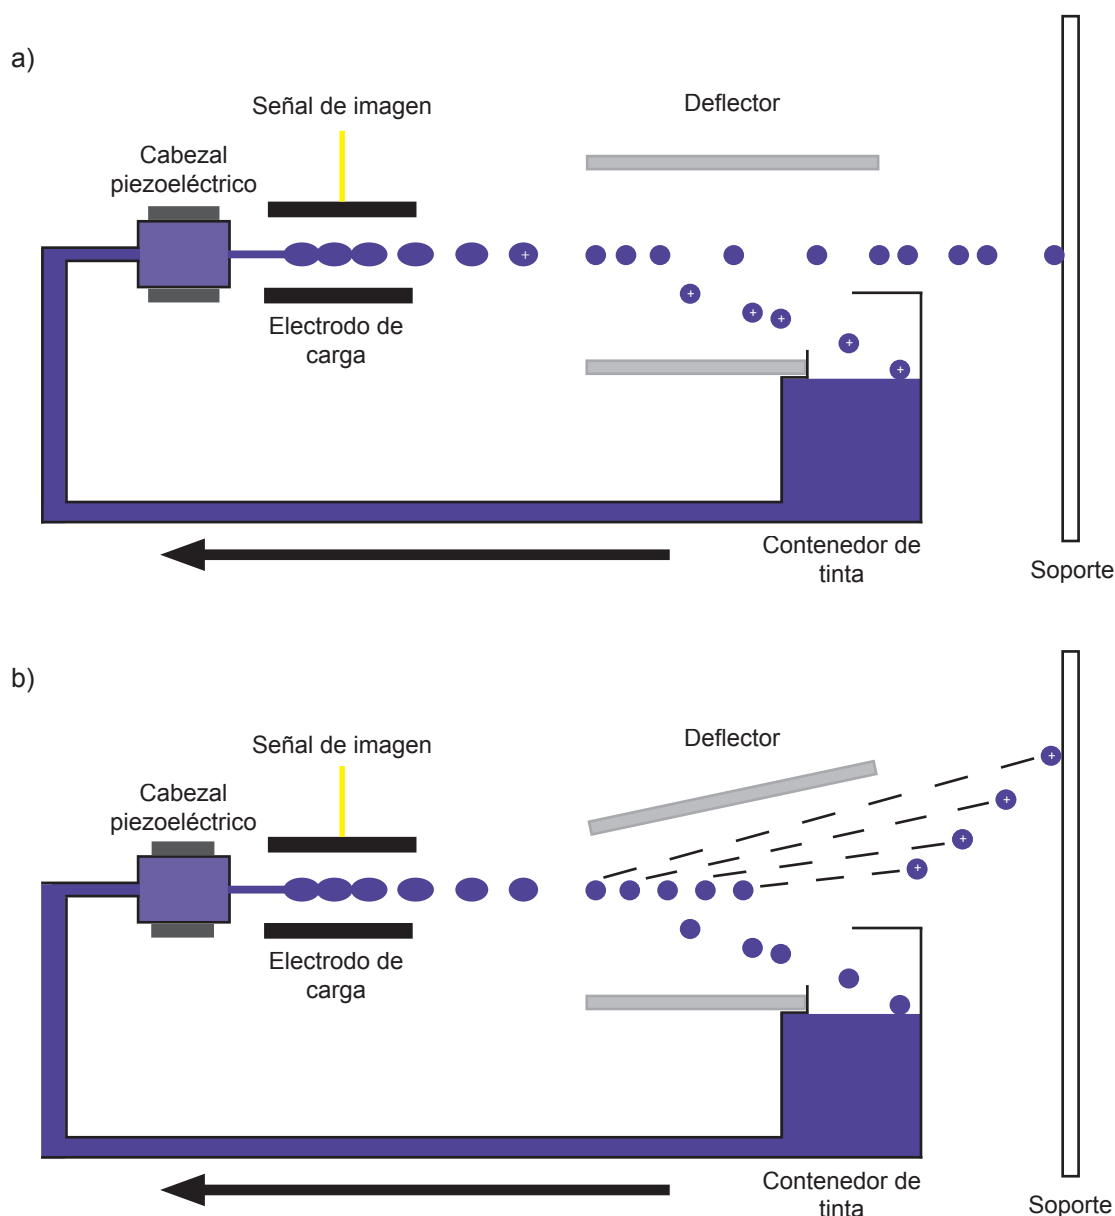 a)
Señal de imagen
Deflector
Cabezal
piezoeléctrico
+
+
+
+
+
+
Electrodo de
carga
Contenedor de
tinta
Soporte
b)
Señal de imagen
Deflector
Cabezal
piezoeléctrico
+
+
+
+
Electrodo de
carga
Contenedor de
tinta
Soporte